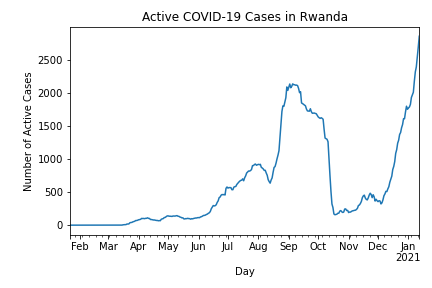 Active COVID-19 Cases in Rwanda
Number of Active Cases
2500
2000
1500
1000
500
0
Feb Mar Apr May Jun Jul Aug Sep Oct Nov Dec Jan
2021
Day